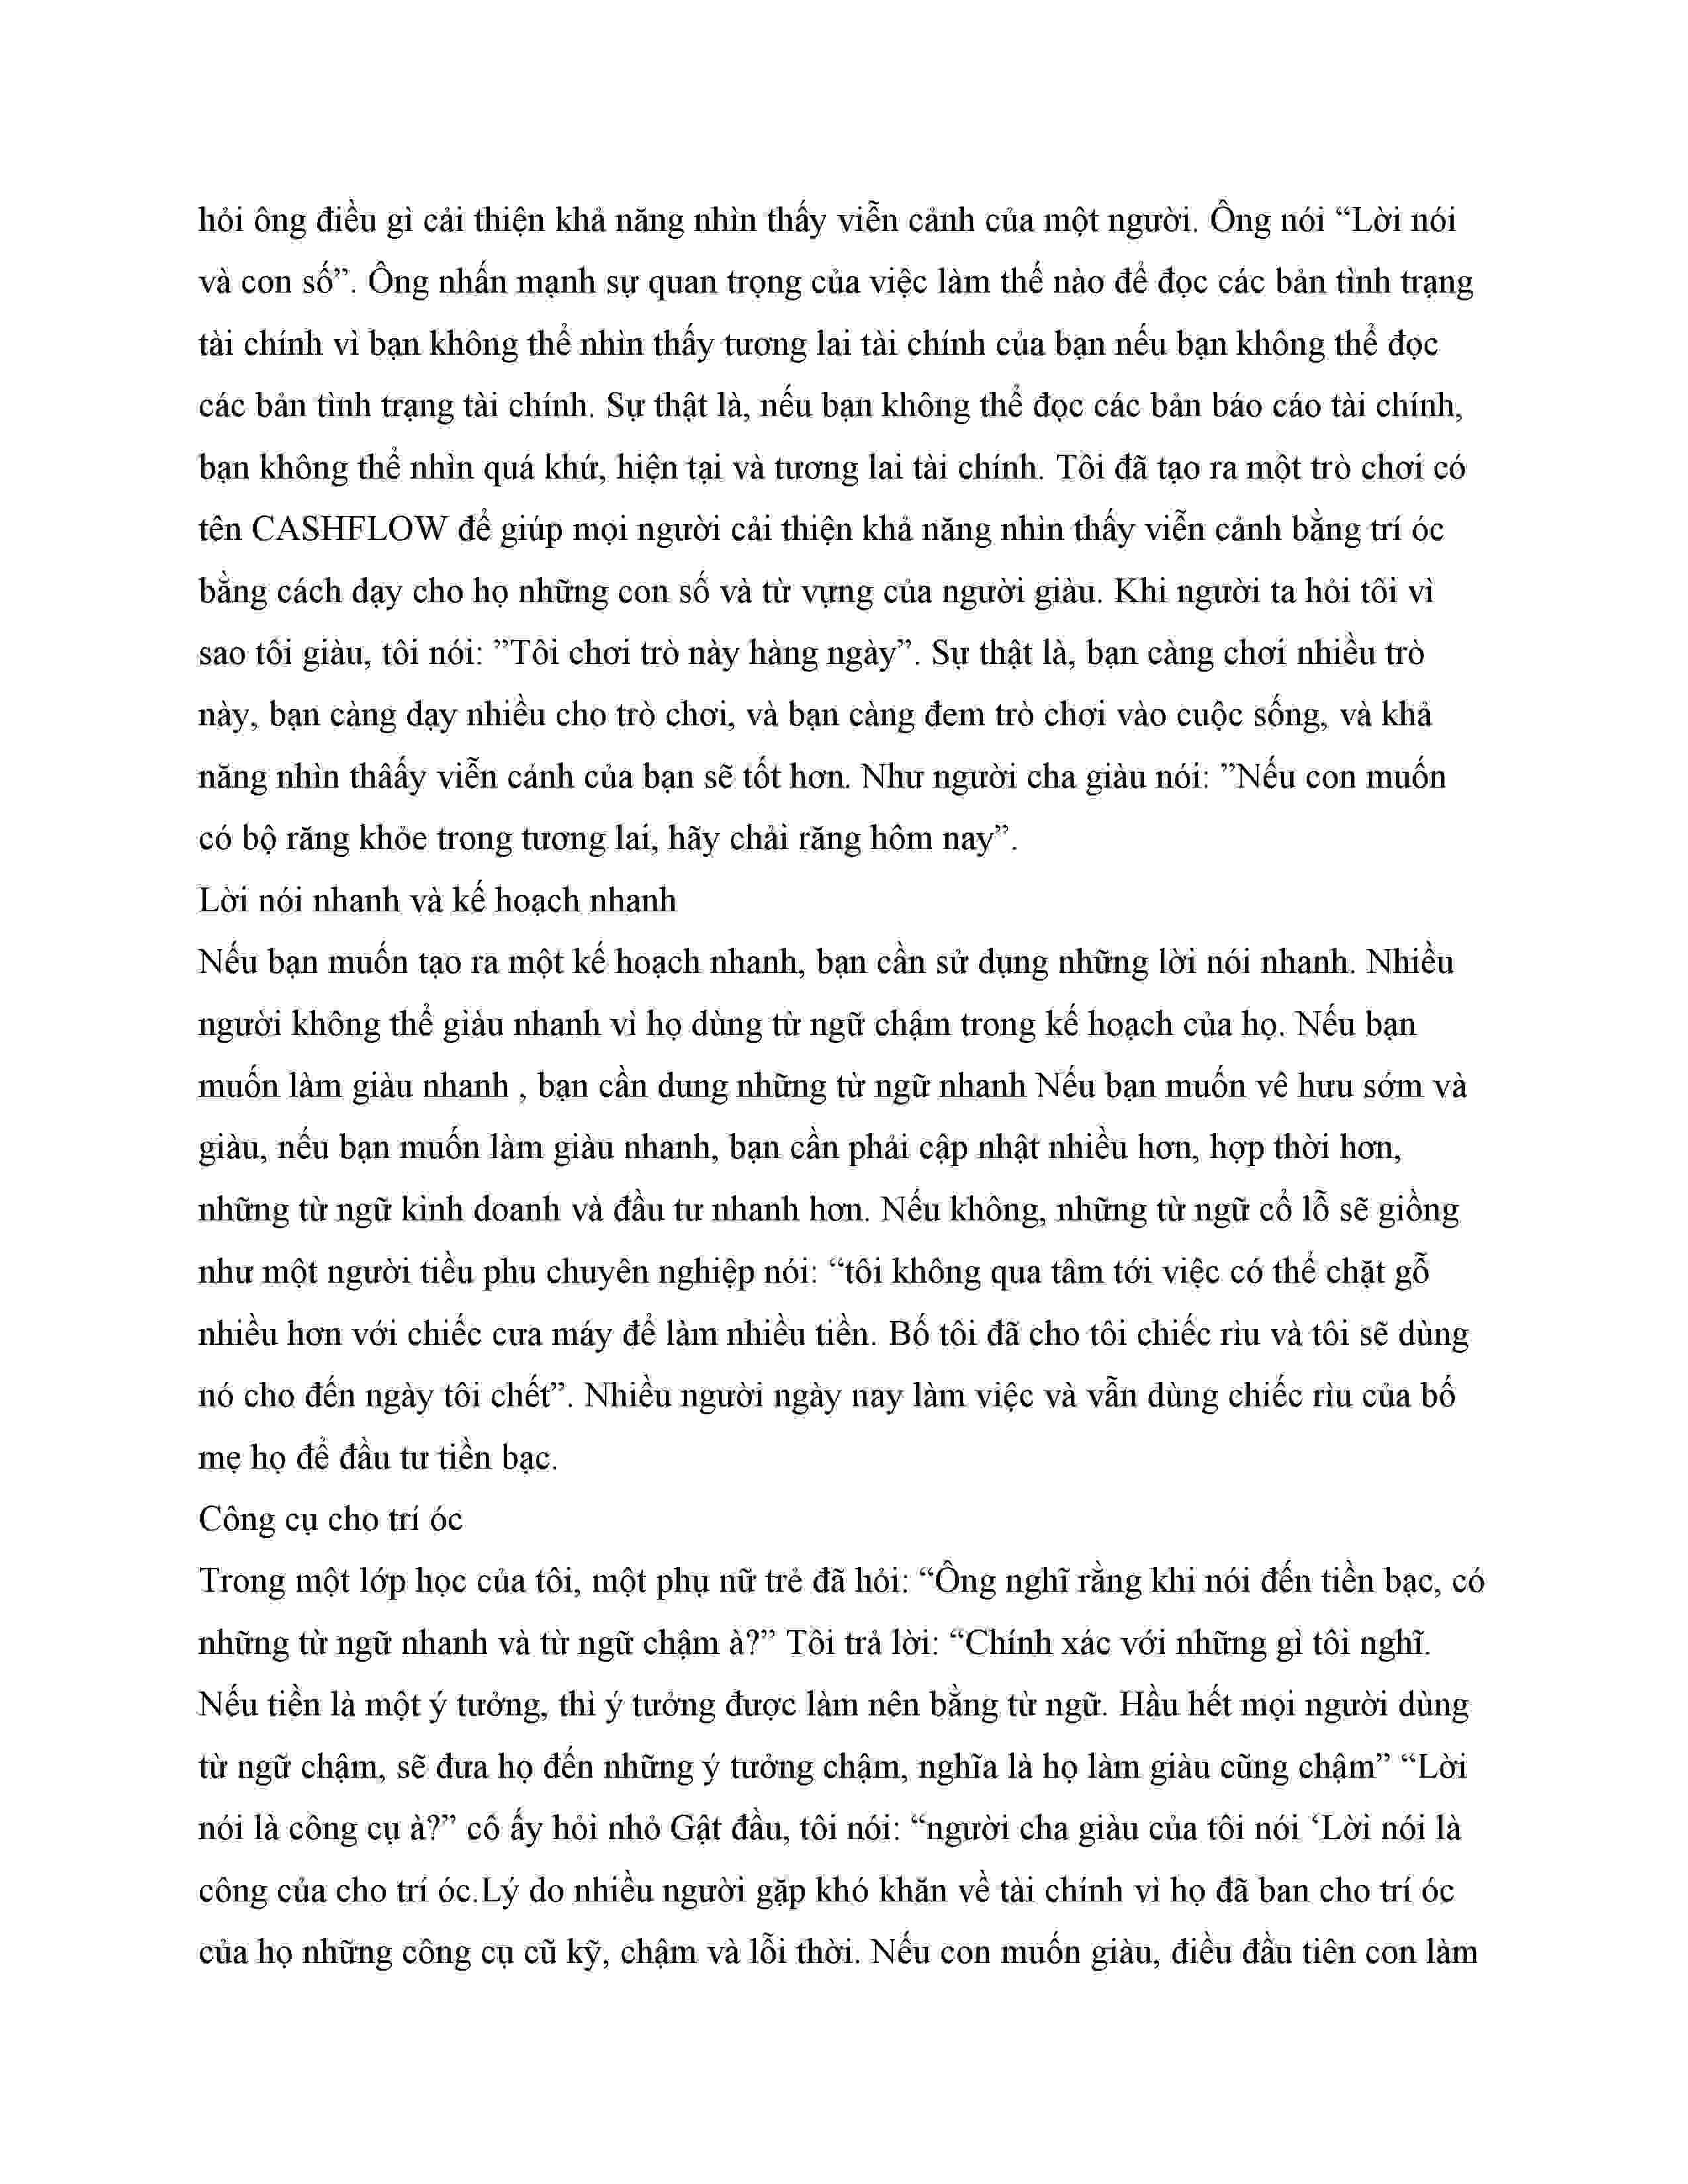 hỏi ông điều gì cải thiện khả năng nhìn thấy viễn cảnh của một người. Ông nói “Lời nói
và con số”. Ông nhấn mạnh sự quan trọng của việc làm thế nào để đọc các bản tình trạng
tài chính vì bạn không thể nhìn thấy tương lai tài chính của bạn nếu bạn không thể đọc
các bản tình trạng tài chính. Sự thật là, nếu bạn không thể đọc các bản báo cáo tài chính,
bạn không thể nhìn quá khứ, hiện tại và tương lai tài chính. Tôi đã tạo ra một trò chơi có
tên CASHFLOW để giúp mọi người cải thiện khả năng nhìn thấy viễn cảnh bằng trí óc
bằng cách dạy cho họ những con số và từ vựng của người giàu. Khi người ta hỏi tôi vì
sao tôi giàu, tôi nói: ”Tôi chơi trò này hàng ngày”. Sự thật là, bạn càng chơi nhiều trò
này, bạn càng dạy nhiều cho trò chơi, và bạn càng đem trò chơi vào cuộc sống, và khả
năng nhìn thâấy viễn cảnh của bạn sẽ tốt hơn. Như người cha giàu nói: ”Nếu con muốn
có bộ răng khỏe trong tương lai, hãy chải răng hôm nay”.
Lời nói nhanh và kế hoạch nhanh
Nếu bạn muốn tạo ra một kế hoạch nhanh, bạn cần sử dụng những lời nói nhanh. Nhiều
người không thể giàu nhanh vì họ dùng từ ngữ chậm trong kế hoạch của họ. Nếu bạn
muốn làm giàu nhanh , bạn cần dung những từ ngữ nhanh Nếu bạn muốn vê hưu sớm và
giàu, nếu bạn muốn làm giàu nhanh, bạn cần phải cập nhật nhiều hơn, hợp thời hơn,
những từ ngữ kinh doanh và đầu tư nhanh hơn. Nếu không, những từ ngữ cổ lỗ sẽ giồng
như một người tiều phu chuyên nghiệp nói: “tôi không qua tâm tới việc có thể chặt gỗ
nhiều hơn với chiếc cưa máy để làm nhiều tiền. Bố tôi đã cho tôi chiếc rìu và tôi sẽ dùng
nó cho đến ngày tôi chết”. Nhiều người ngày nay làm việc và vẫn dùng chiếc rìu của bố
mẹ họ để đầu tư tiền bạc.
Công cụ cho trí óc
Trong một lớp học của tôi, một phụ nữ trẻ đã hỏi: “Ông nghĩ rằng khi nói đến tiền bạc, có
những từ ngữ nhanh và từ ngữ chậm à?” Tôi trả lời: “Chính xác với những gì tôi nghĩ.
Nếu tiền là một ý tưởng, thì ý tưởng được làm nên bằng từ ngữ. Hầu hết mọi người dùng
từ ngữ chậm, sẽ đưa họ đến những ý tưởng chậm, nghĩa là họ làm giàu cũng chậm” “Lời
nói là công cụ à?” cô ấy hỏi nhỏ Gật đầu, tôi nói: “người cha giàu của tôi nói ‘Lời nói là
công của cho trí óc.Lý do nhiều người gặp khó khăn về tài chính vì họ đã ban cho trí óc
của họ những công cụ cũ kỹ, chậm và lỗi thời. Nếu con muốn giàu, điều đầu tiên con làm